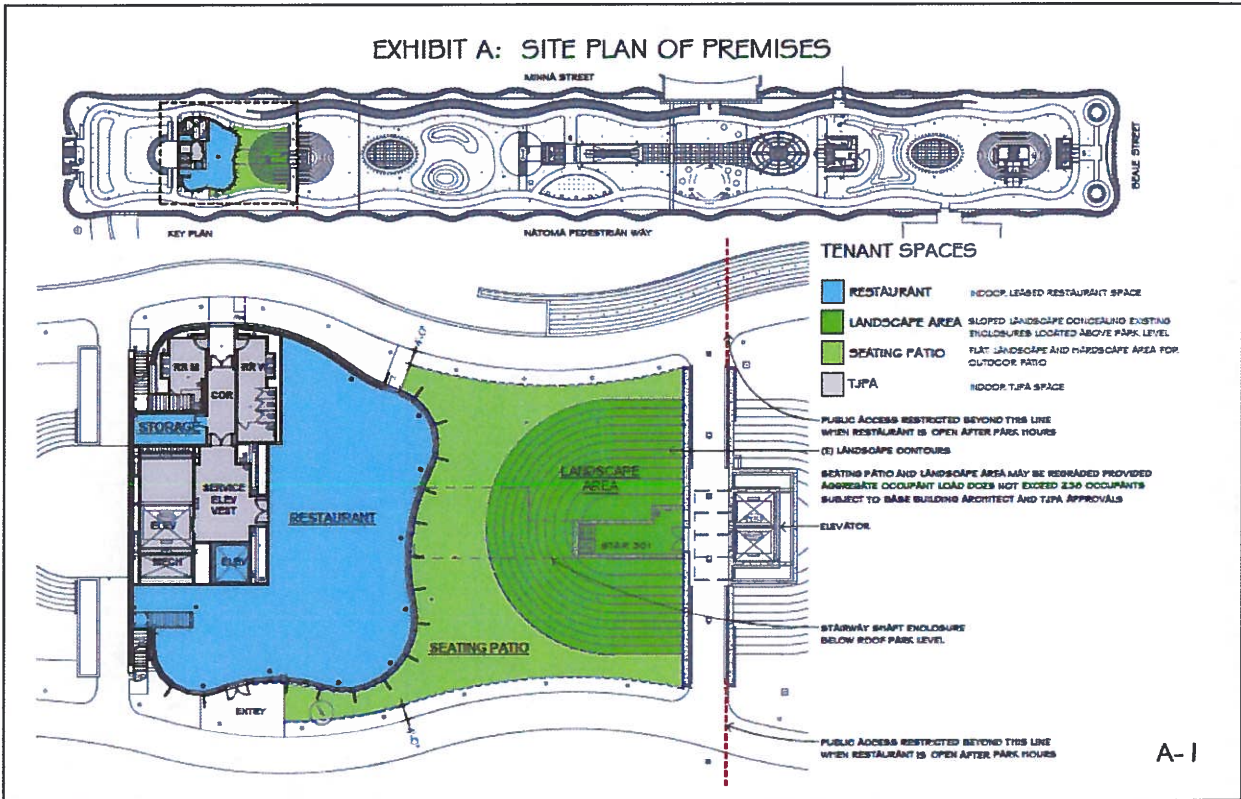 EXHIBIT A: SITE PLAN OF PREMISES
MINNA STREET
BEALE STREET
KEY PLAN
NATOMA PEDESTRIAN WAY
TENANT SPACES
RESTAURANT
INDOOR LEASED RESTAURANT SPACE
LANDSCAPE AREA
SLOPED LANDSCAPE CONCEALING EXISTING
ENCLOSURES LOCATED ABOVE PARK LEVEL
SEATING PATIO
FLAT LANDSCAPE AND HARDSCAPE AREA FOR
OUTDOOR PATIO
TJPA
INDOOR TJPA SPACE
PUBLIC ACCESS RESTRICTED BEYOND THIS LINE
WHEN RESTAURANT IS OPEN AFTER PARK HOURS
(E) LANDSCAPE CONTOURS
SEATING PATIO AND LANDSCAPE AREA MAY BE REGRADED PROVIDED
AGGREGATE OCCUPANT LOAD DOES NOT EXCEED OCCUPANTS
SUBJECT TO BASE BUILDING ARCHITECT AND TJPA APPROVALS
ELEVATOR
STAIRWAY SHAFT ENCLOSURE
BELOW ROOF PARK LEVEL
PUBLIC ACCESS RESTRICTED BEYOND THIS LINE
WHEN RESTAURANT IS OPEN AFTER PARK HOURS
RR M
RR W
COR
STORAGE
SERVICE
ELEV
VEST
ELEV
MECH
ELEV
RESTAURANT
LANDSCAPE
AREA
STAIR 301
SEATING PATIO
ENTRY
A-1